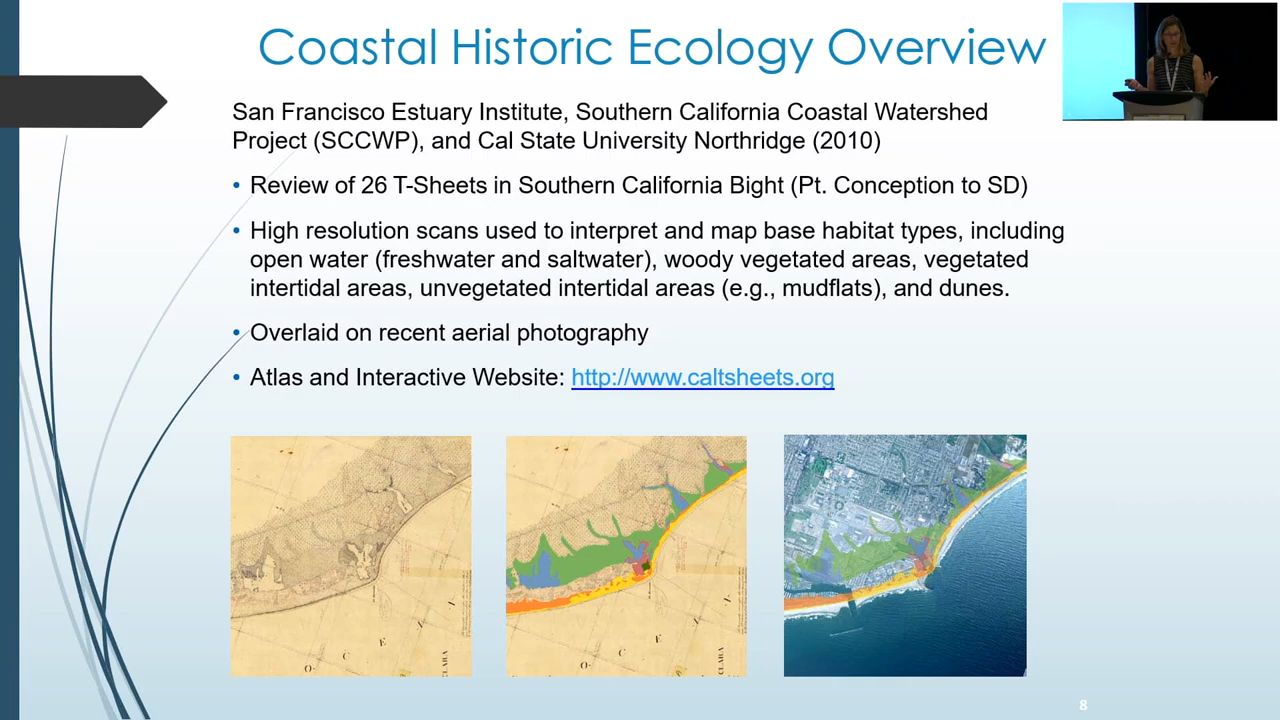 Coastal Historic Ecology Overview
San Francisco Estuary Institute, Southern California Coastal Watershed
Project (SCCWP), and Cal State University Northridge (2010)
• Review of 26 T-Sheets in Southern California Bight (Pt. Conception to SD)
• High resolution scans used to interpret and map base habitat types, including
open water (freshwater and saltwater), woody vegetated areas, vegetated
intertidal areas, unvegetated intertidal areas (e.g., mudflats), and dunes.
• Overlaid on recent aerial photography
• Atlas and Interactive Website: http://www.caltsheets.org
O C E
CLARA
O C E
CLARA
8